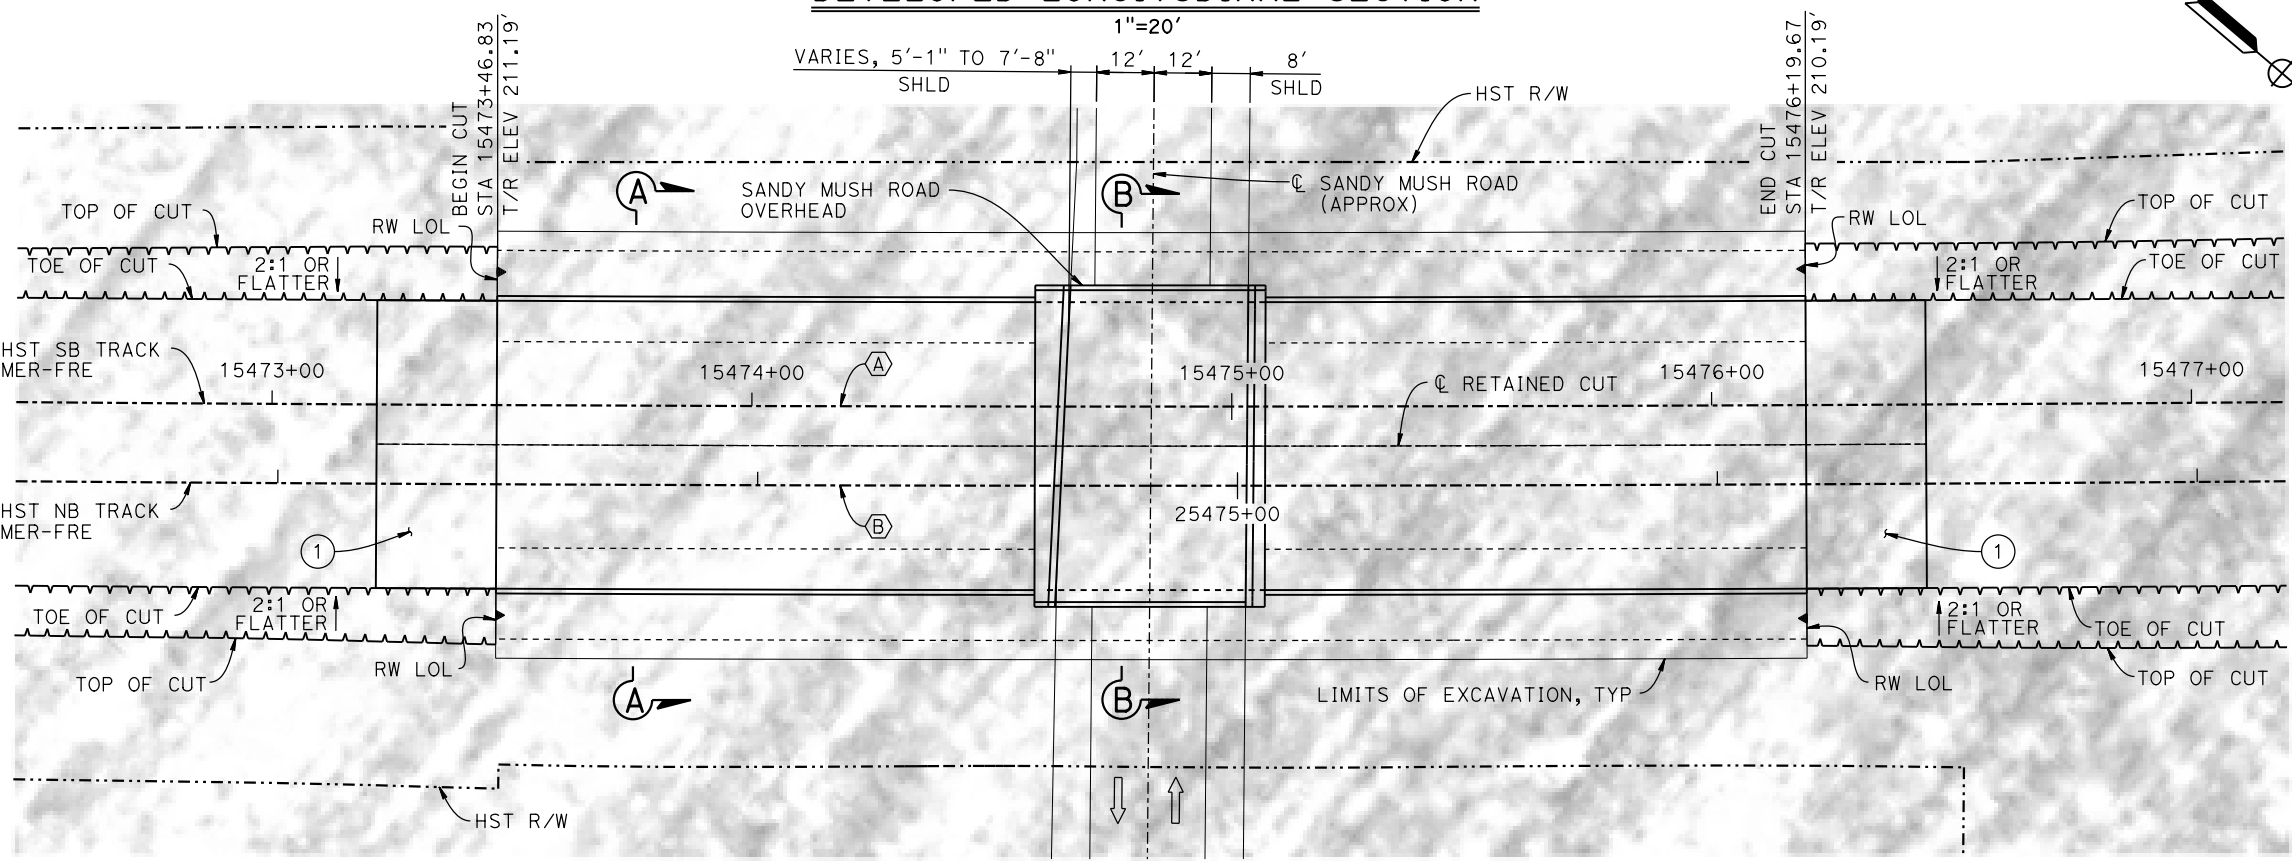 1"=20'
VARIES, 5'-1" TO 7'-8"
SHLD
12'
12'
8'
SHLD
BEGIN CUT
STA 15473+46.83
T/R ELEV 211.19'
END CUT
STA 15476+19.67
T/R ELEV 210.19'
HST R/W
A
SANDY MUSH ROAD
OVERHEAD
B
℄ SANDY MUSH ROAD
(APPROX)
TOP OF CUT
RW LOL
RW LOL
TOP OF CUT
TOE OF CUT
2:1 OR
FLATTER
2:1 OR
FLATTER
TOE OF CUT
HST SB TRACK
MER-FRE
15473+00
15474+00
A
15475+00
℄ RETAINED CUT
15476+00
15477+00
HST NB TRACK
MER-FRE
1
B
25475+00
1
TOE OF CUT
2:1 OR
FLATTER
2:1 OR
FLATTER
TOE OF CUT
TOP OF CUT
RW LOL
A
B
LIMITS OF EXCAVATION, TYP
RW LOL
TOP OF CUT
HST R/W